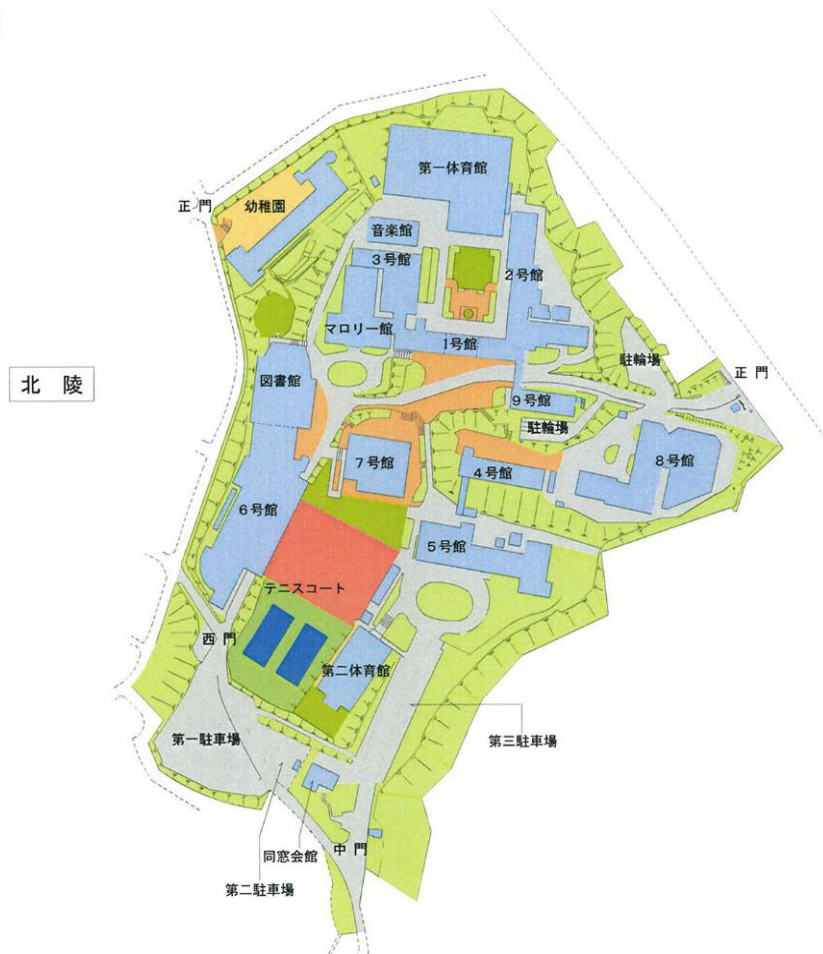 第一体育館
正門
幼稚園
音楽館
3号館
2号館
マロリー館
1号館
駐輪場
正門
図書館
北陵
9号館
駐輪場
7号館
4号館
8号館
6号館
5号館
テニスコート
西門
第二体育館
第一駐車場
第三駐車場
同窓会館
中門
第二駐車場